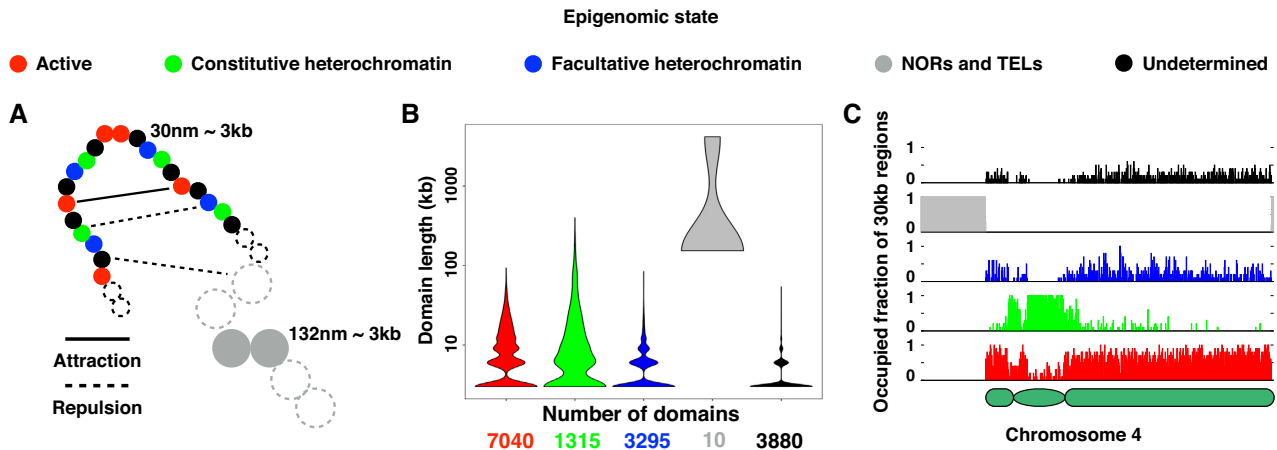 Epigenomic state
Active
Constitutive heterochromatin
Facultative heterochromatin
NORs and TELs
Undetermined
A
30nm ~ 3kb
132nm ~ 3kb
Attraction
Repulsion
B
Domain length (kb)
1000
100
10
Number of domains
7040 1315 3295 10 3880
C
Occupied fraction of 30kb regions
1
0
1
0
1
0
1
0
1
0
Chromosome 4